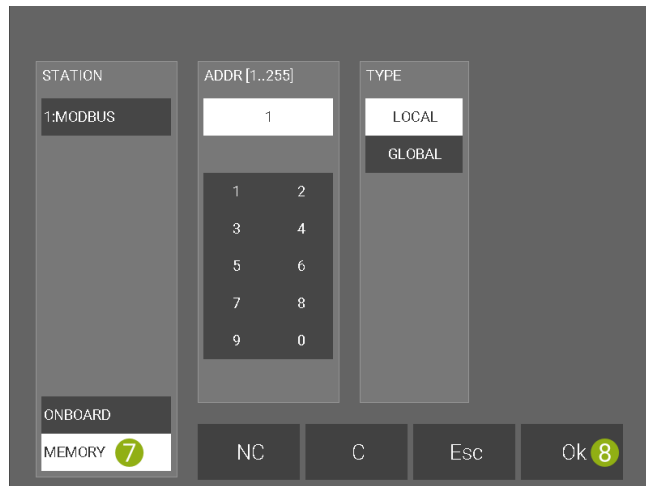 STATION
ADDR [1..255]
TYPE
1:MODBUS
1
LOCAL
GLOBAL
1 2
3 4
5 6
7 8
9 0
ONBOARD
MEMORY 7
NC
C
Esc
Ok 8